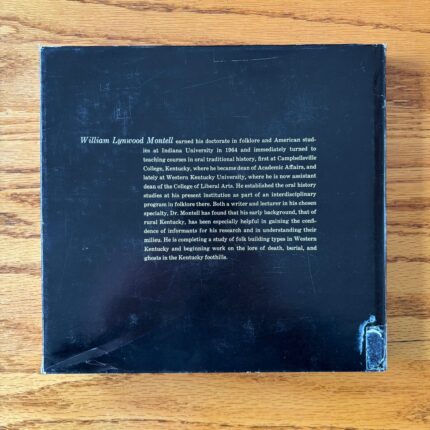 William Lynwood Montell earned his doctorate in folklore and American stud-
ies at Indiana University in 1964 and immediately turned to
teaching courses in oral traditional history, first at Campbellsville
College, Kentucky, where he became dean of Academic Affairs, and
lately at Western Kentucky University, where he is now assistant
dean of the College of Liberal Arts. He established the oral history
studies at his present institution as part of an interdisciplinary
program in folklore there. Both a writer and lecturer in his chosen
specialty, Dr. Montell has found that his early background, that of
rural Kentucky, has been especially helpful in gaining the confi-
dence of informants for his research and in understanding their
milieu. He is completing a study of folk building types in Western
Kentucky and beginning work on the lore of death, burial, and
ghosts in the Kentucky foothills.